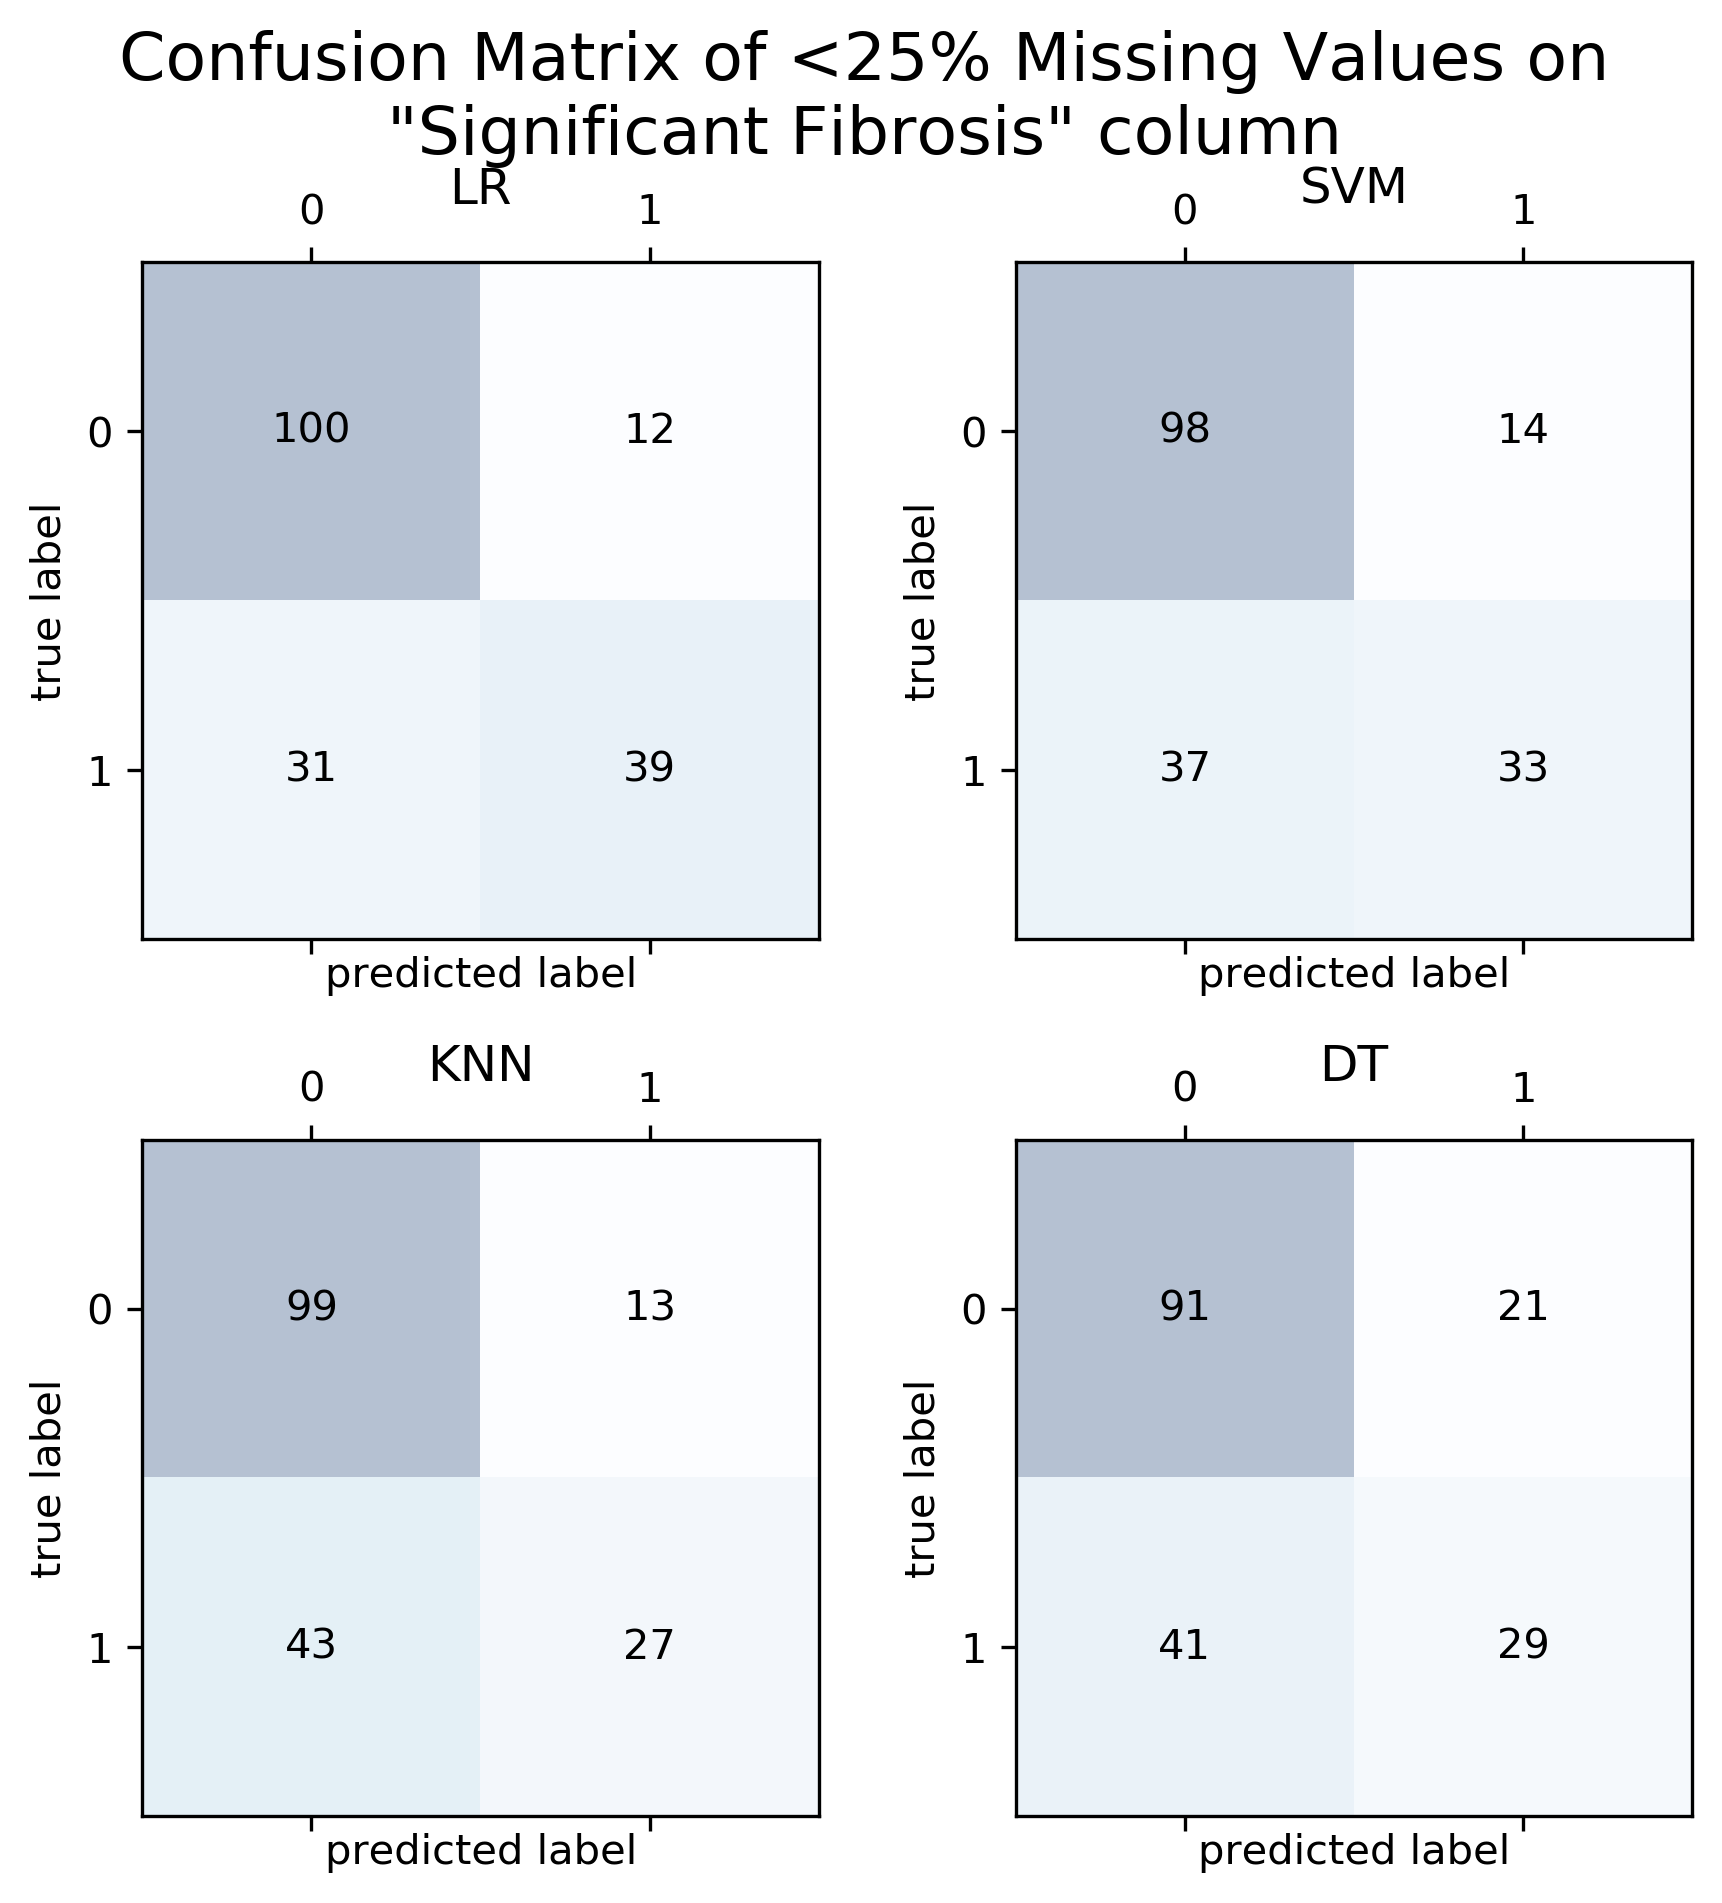 Confusion Matrix of <25% Missing Values on
"Significant Fibrosis" column
LR
0 1
true label
0 100 12
1 31 39
predicted label
SVM
0 1
true label
0 98 14
1 37 33
predicted label
KNN
0 1
true label
0 99 13
1 43 27
predicted label
DT
0 1
true label
0 91 21
1 41 29
predicted label